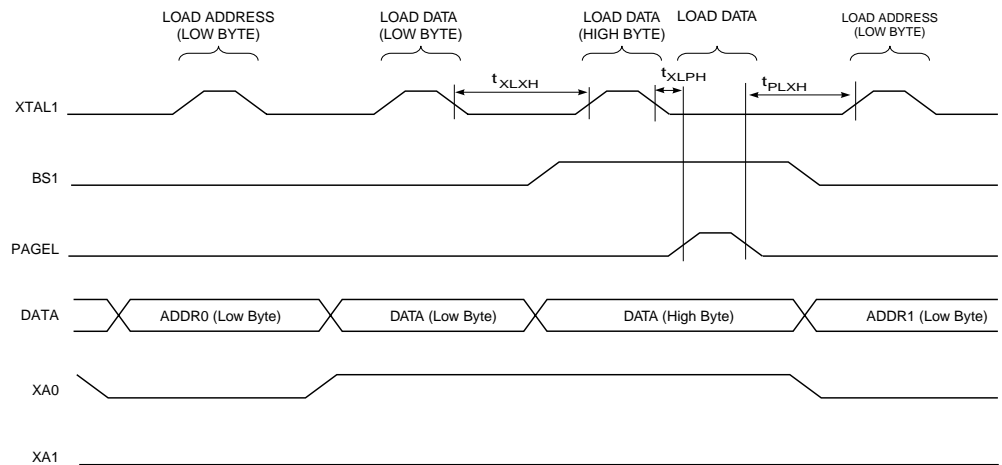 LOAD ADDRESS
(LOW BYTE)
LOAD DATA
(LOW BYTE)
LOAD DATA
(HIGH BYTE)
LOAD DATA
LOAD ADDRESS
(LOW BYTE)
tXLXH
tXLPH
tPLXH
XTAL1
BS1
PAGEL
DATA
ADDR0 (Low Byte)
DATA (Low Byte)
DATA (High Byte)
ADDR1 (Low Byte)
XA0
XA1